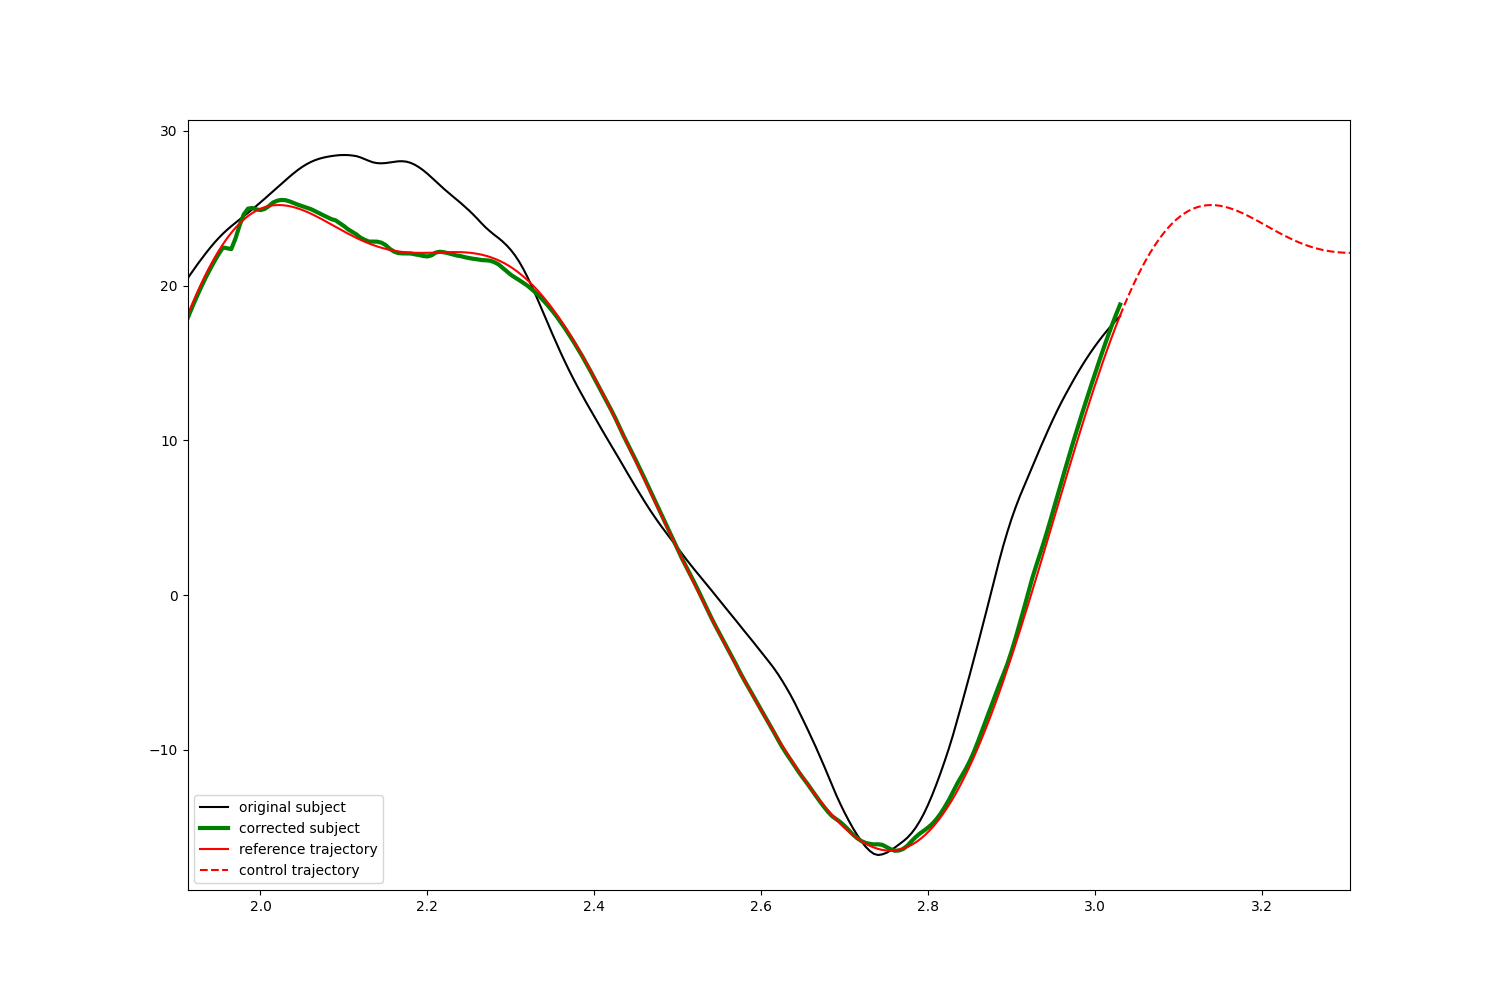 30
20
10
0
−10
original subject
corrected subject
reference trajectory
control trajectory
2.0 2.2 2.4 2.6 2.8 3.0 3.2